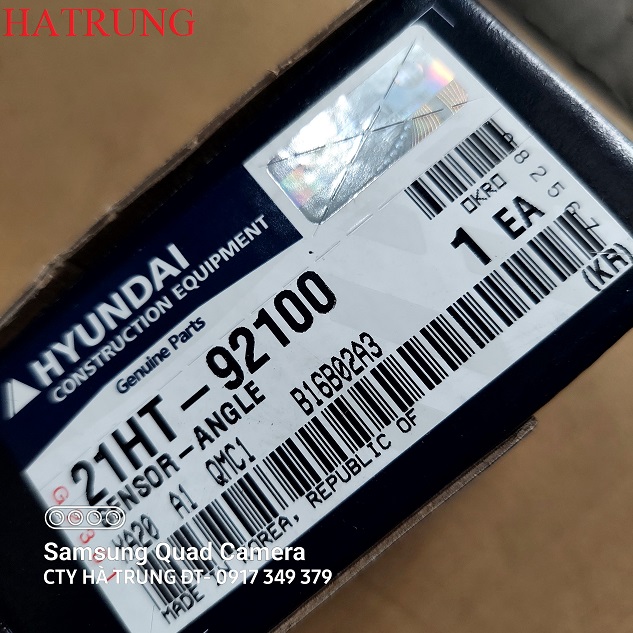 HATRUNG
HYUNDAI
CONSTRUCTION EQUIPMENT
Genuine Parts
21HT-92100
1 EA
ENSOR-ANGLE
B16B02A3
A1 QMC1
(KR)
MADE IN KOREA, REPUBLIC OF
Samsung Quad Camera
CTY HÀ TRUNG ĐT- 0917 349 379